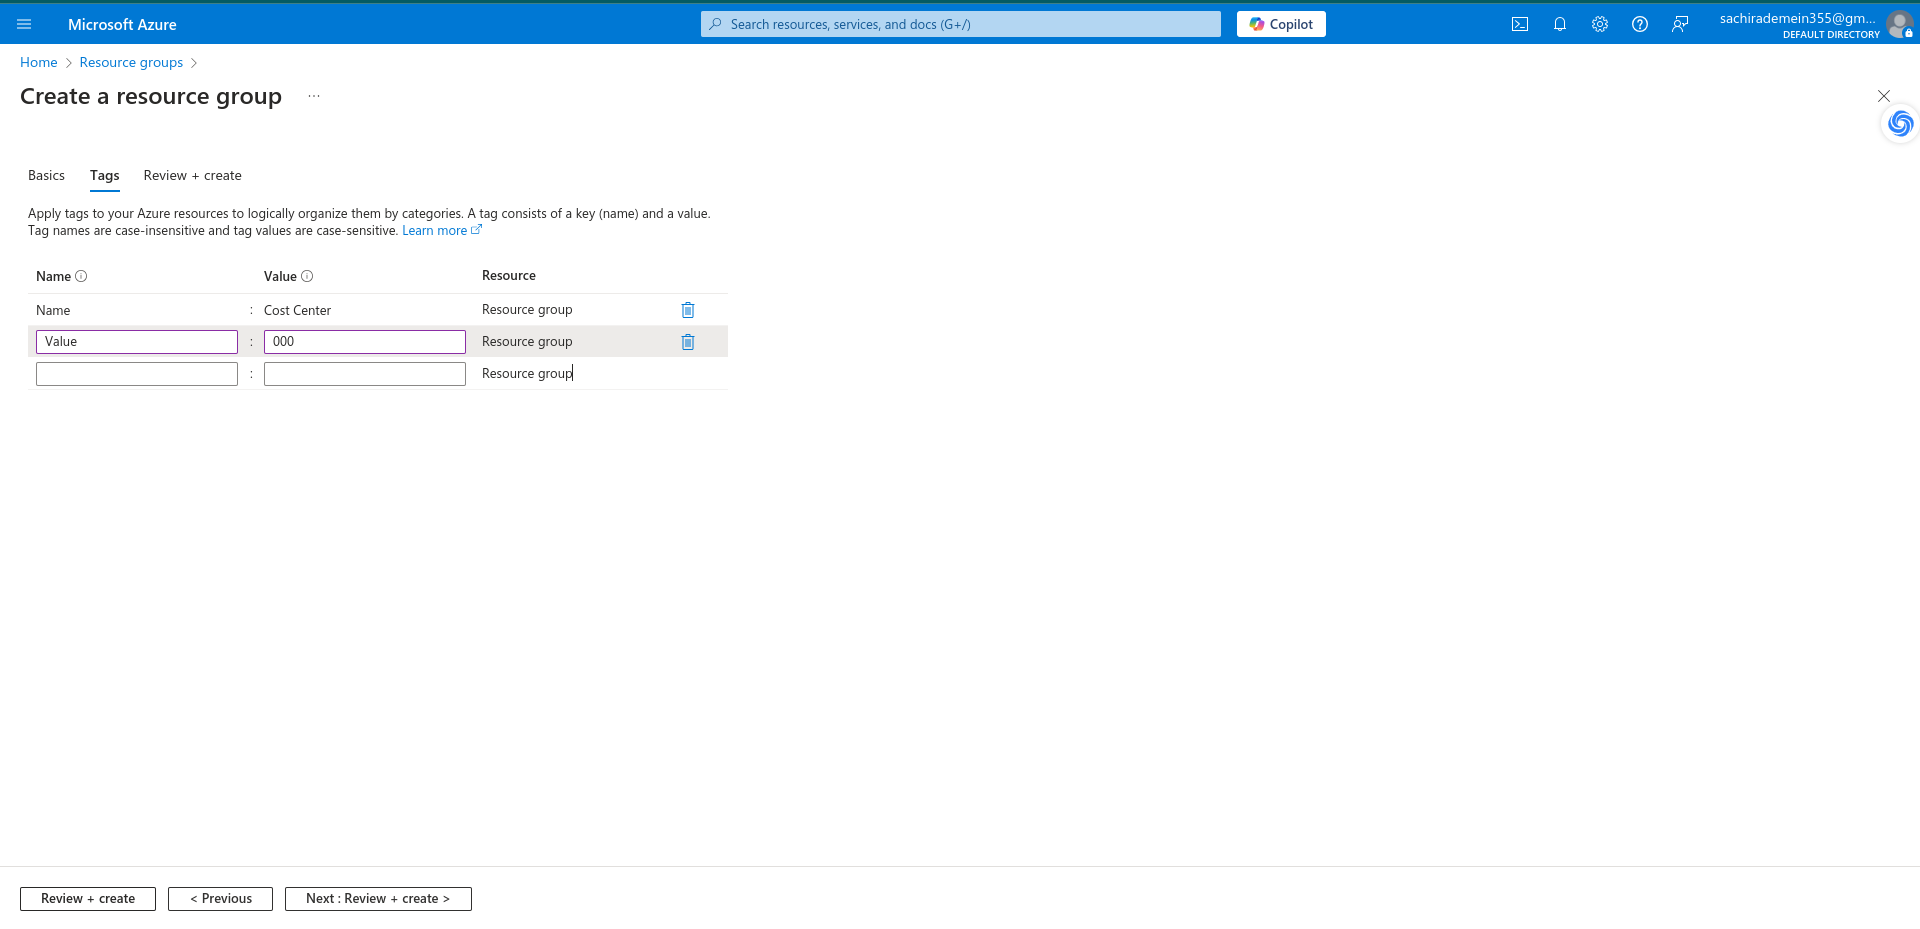 Microsoft Azure
Search resources, services, and docs (G+/)
Copilot
sachirademein355@gm...
DEFAULT DIRECTORY
Home > Resource groups >
Create a resource group ...
Basics Tags Review + create
Apply tags to your Azure resources to logically organize them by categories. A tag consists of a key (name) and a value.
Tag names are case-insensitive and tag values are case-sensitive. Learn more
Name Value Resource
Name : Cost Center Resource group
Value : 000 Resource group
: Resource group
Review + create < Previous Next : Review + create >